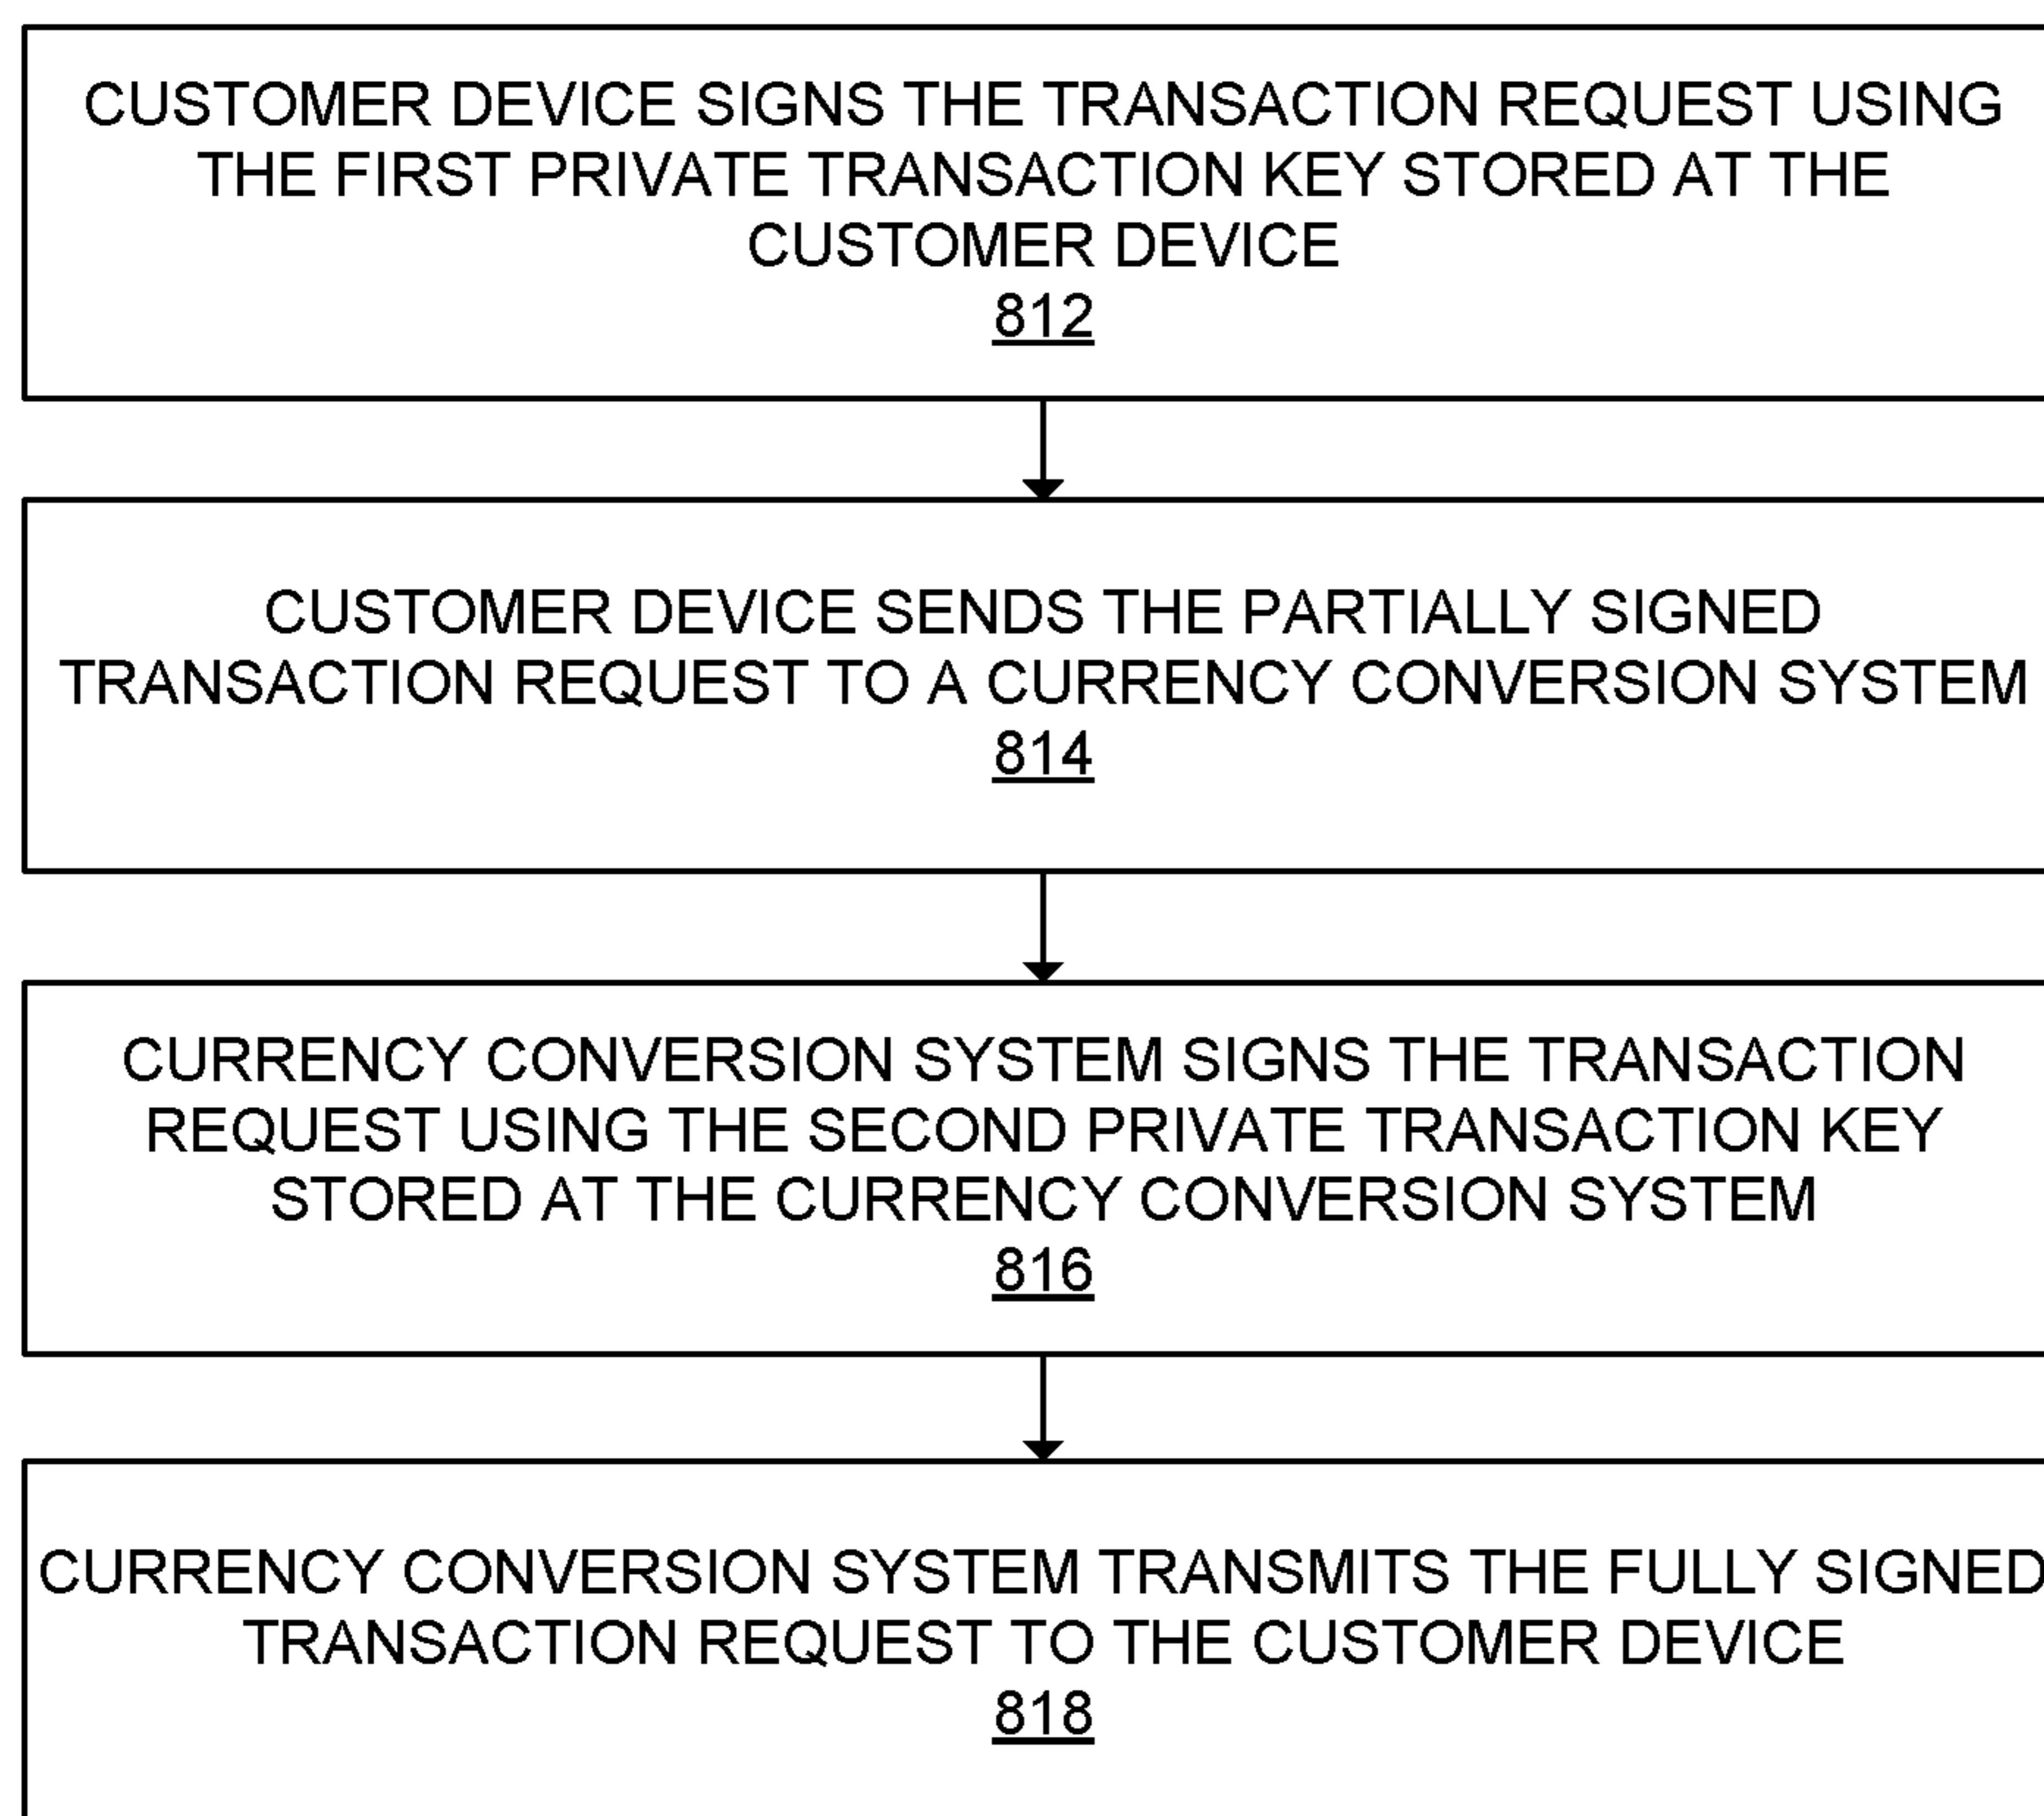 CUSTOMER DEVICE SIGNS THE TRANSACTION REQUEST USING
THE FIRST PRIVATE TRANSACTION KEY STORED AT THE
CUSTOMER DEVICE
812
CUSTOMER DEVICE SENDS THE PARTIALLY SIGNED
TRANSACTION REQUEST TO A CURRENCY CONVERSION SYSTEM
814
CURRENCY CONVERSION SYSTEM SIGNS THE TRANSACTION
REQUEST USING THE SECOND PRIVATE TRANSACTION KEY
STORED AT THE CURRENCY CONVERSION SYSTEM
816
CURRENCY CONVERSION SYSTEM TRANSMITS THE FULLY SIGNED
TRANSACTION REQUEST TO THE CUSTOMER DEVICE
818